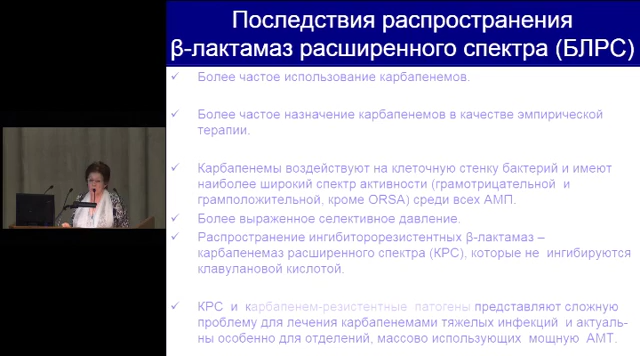 Последствия распространения
β-лактамаз расширенного спектра (БЛРС)
✓ Более частое использование карбапенемов.
✓ Более частое назначение карбапенемов в качестве эмпирической
терапии.
✓ Карбапенемы воздействуют на клеточную стенку бактерий и имеют
наиболее широкий спектр активности (грамотрицательной и
грамположительной, кроме ORSA) среди всех АМП.
✓ Более выраженное селективное давление.
✓ Распространение ингибиторорезистентных β-лактамаз –
карбапенемаз расширенного спектра (КРС), которые не ингибируются
клавулановой кислотой.
✓ КРС и карбапенем-резистентные патогены представляют сложную
проблему для лечения карбапенемами тяжелых инфекций и актуаль-
ны особенно для отделений, массово использующих мощную АМТ.